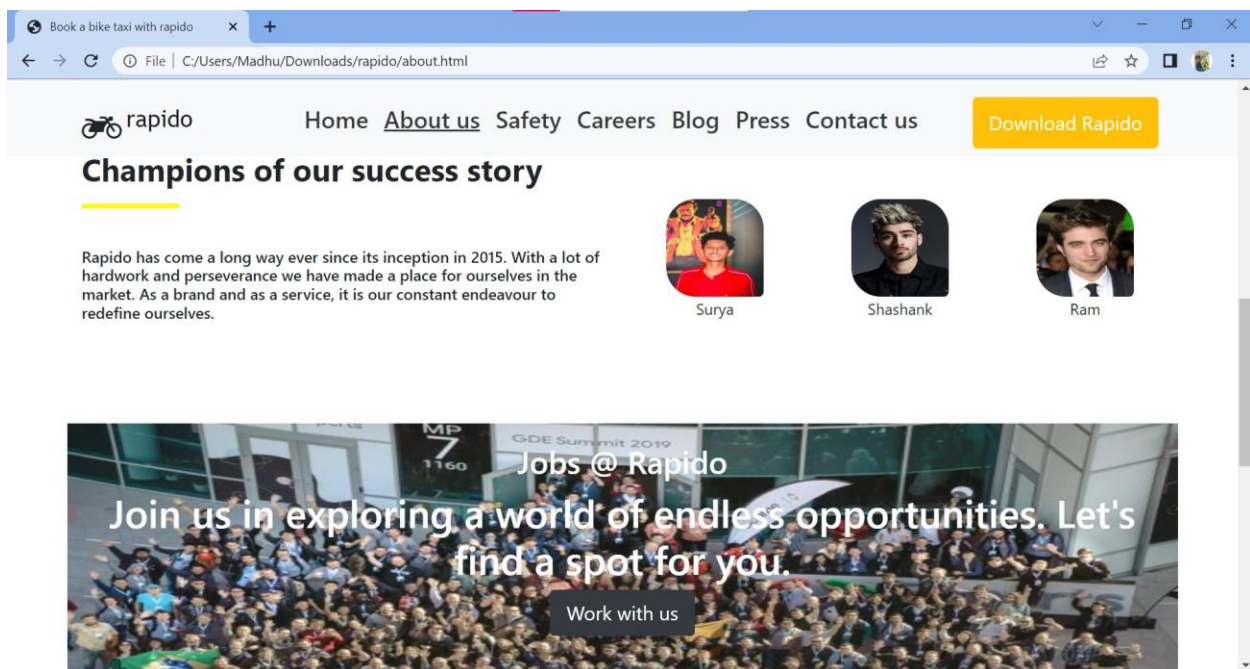 Book a bike taxi with rapido
File | C:/Users/Madhu/Downloads/rapido/about.html
rapido
Home About us Safety Careers Blog Press Contact us
Download Rapido
Champions of our success story
Rapido has come a long way ever since its inception in 2015. With a lot of
hardwork and perseverance we have made a place for ourselves in the
market. As a brand and as a service, it is our constant endeavour to
redefine ourselves.
Surya
Shashank
Ram
MP
7
1160
GDE Summit 2019
Jobs @ Rapido
Join us in exploring a world of endless opportunities. Let's
find a spot for you.
Work with us